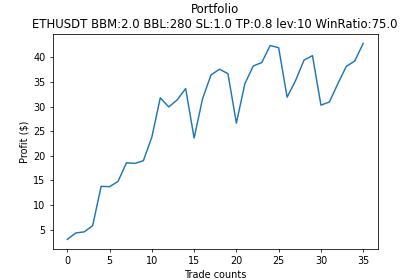 Portfolio
ETHUSDT BBM:2.0 BBL:280 SL:1.0 TP:0.8 lev:10 WinRatio:75.0
40
35
30
25
20
15
10
5
Profit ($)
0 5 10 15 20 25 30 35
Trade counts